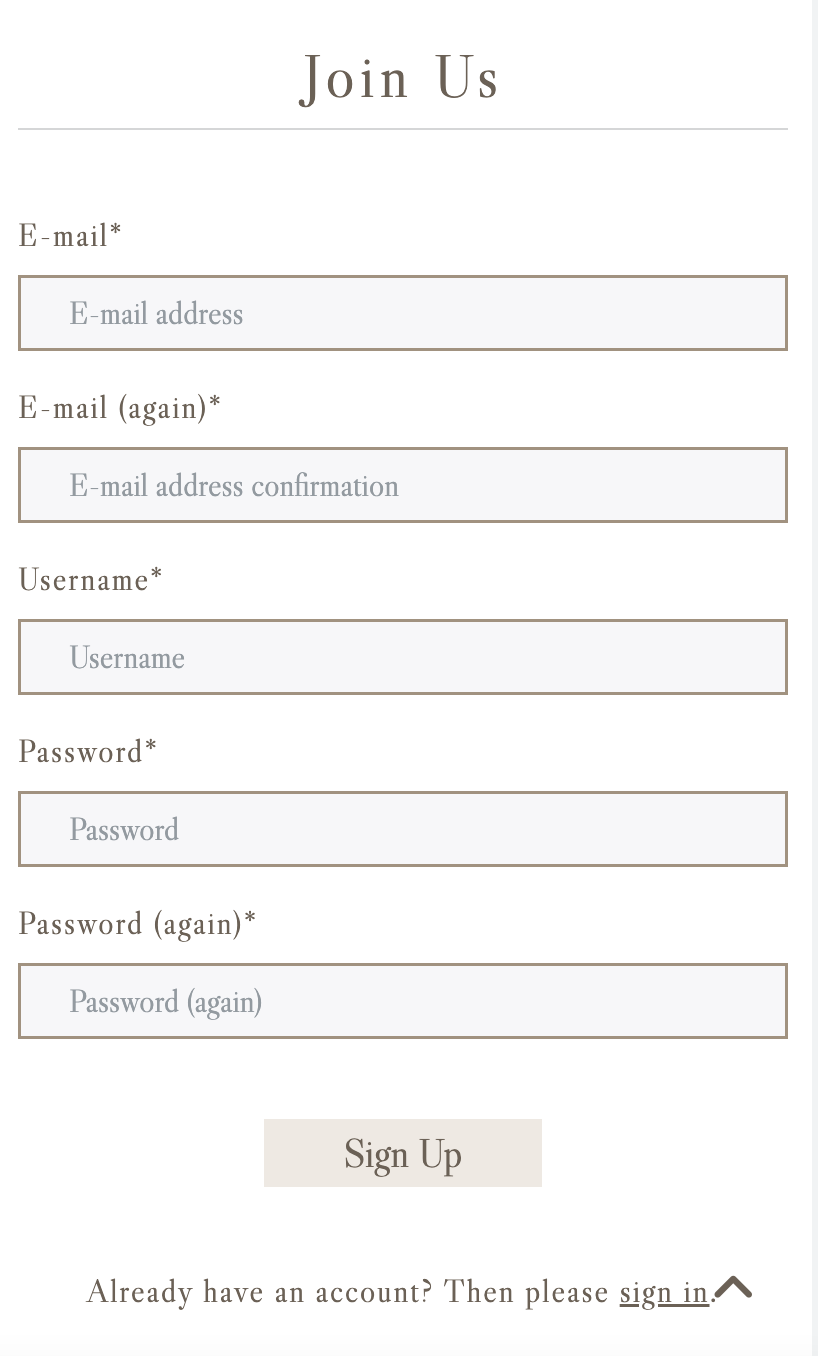 Join Us
E-mail*
E-mail address
E-mail (again)*
E-mail address confirmation
Username*
Username
Password*
Password
Password (again)*
Password (again)
Sign Up
Already have an account? Then please sign in.